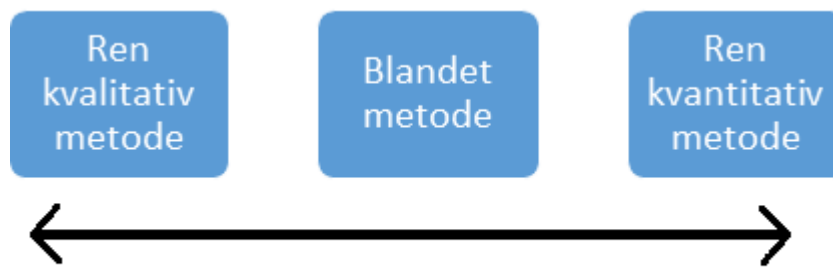 Ren
kvalitativ
metode
Blandet
metode
Ren
kvantitativ
metode